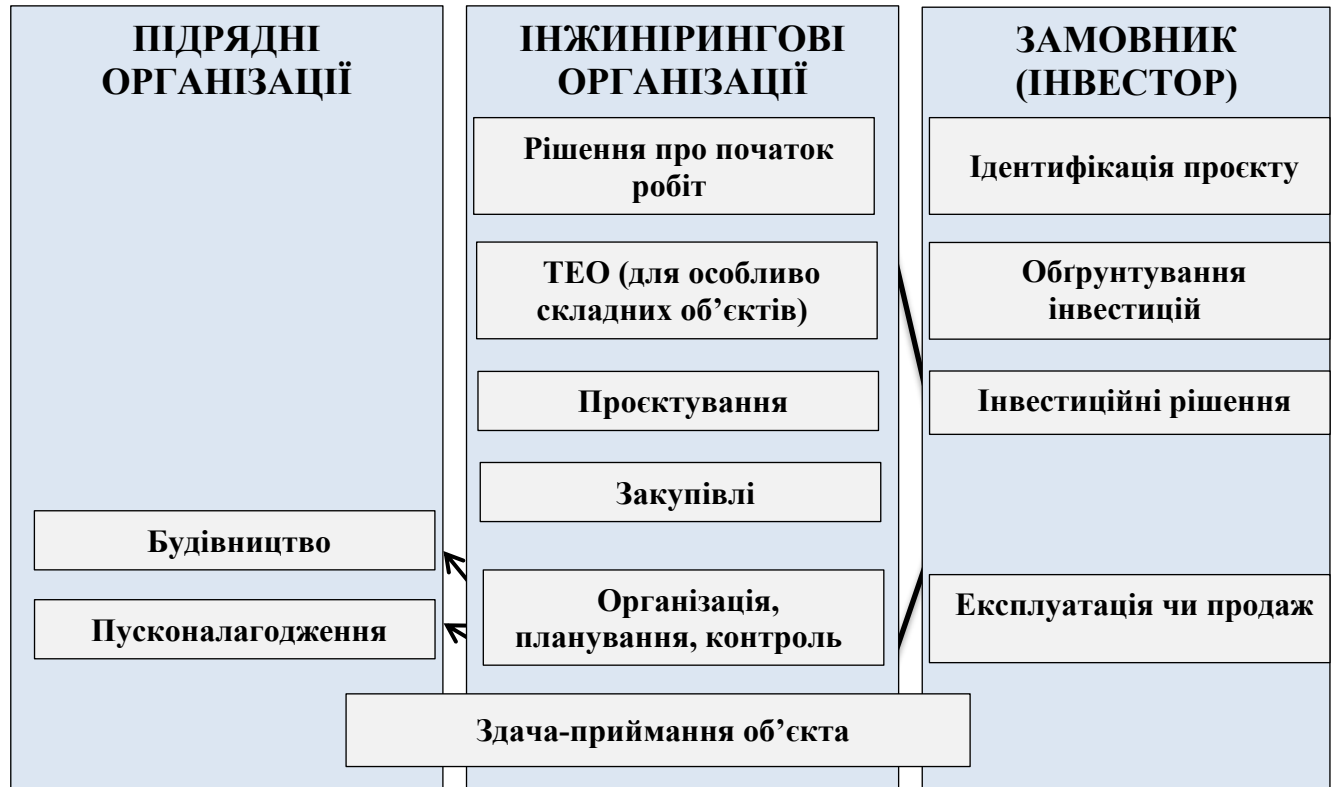 ПІДРЯДНІ
ОРГАНІЗАЦІЇ
ІНЖИНІРИНГОВІ
ОРГАНІЗАЦІЇ
ЗАМОВНИК
(ІНВЕСТОР)
Рішення про початок
робіт
Ідентифікація проєкту
ТЕО (для особливо
складних об’єктів)
Обґрунтування
інвестицій
Проєктування
Інвестиційні рішення
Закупівлі
Будівництво
Організація,
планування, контроль
Експлуатація чи продаж
Пусконалагодження
Здача-приймання об’єкта